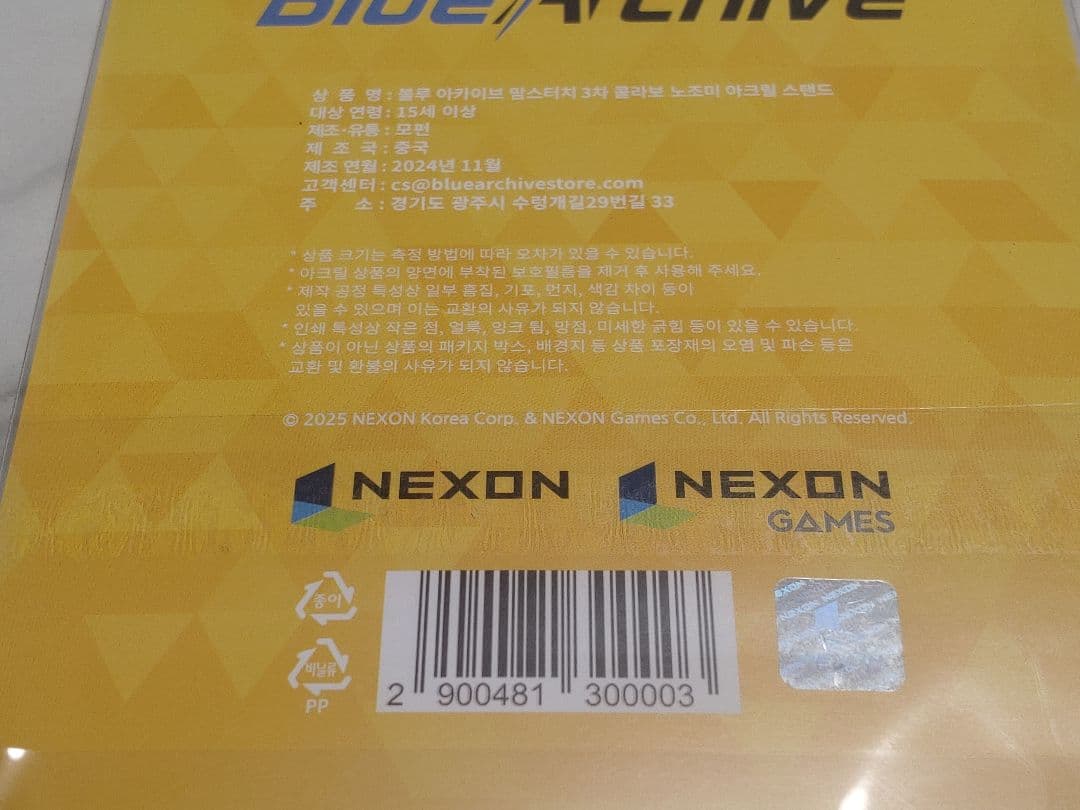 Blue Archive
상 품 명 : 블루 아카이브 맘스터치 3차 콜라보 노조미 아크릴 스탠드
대상 연령 : 15세 이상
제조·유통 : 모펀
제 조 국 : 중국
제조 연월 : 2024년 11월
고객센터 : cs@bluearchivestore.com
주 소 : 경기도 광주시 수렁개길29번길 33
* 상품 크기는 측정 방법에 따라 오차가 있을 수 있습니다.
* 아크릴 상품의 양면에 부착된 보호필름을 제거 후 사용해 주세요.
* 제작 공정 특성상 일부 흠집, 기포, 먼지, 색감 차이 등이
있을 수 있으며 이는 교환의 사유가 되지 않습니다.
* 인쇄 특성상 작은 점, 얼룩, 잉크 튐, 망점, 미세한 긁힘 등이 있을 수 있습니다.
* 상품이 아닌 상품의 패키지 박스, 배경지 등 상품 포장재의 오염 및 파손 등은
교환 및 환불의 사유가 되지 않습니다.
© 2025 NEXON Korea Corp. & NEXON Games Co., Ltd. All Rights Reserved.
NEXON
NEXON
GAMES
종이
비닐류
PP
2 900481 300003
NEXON NEXON
NEXON